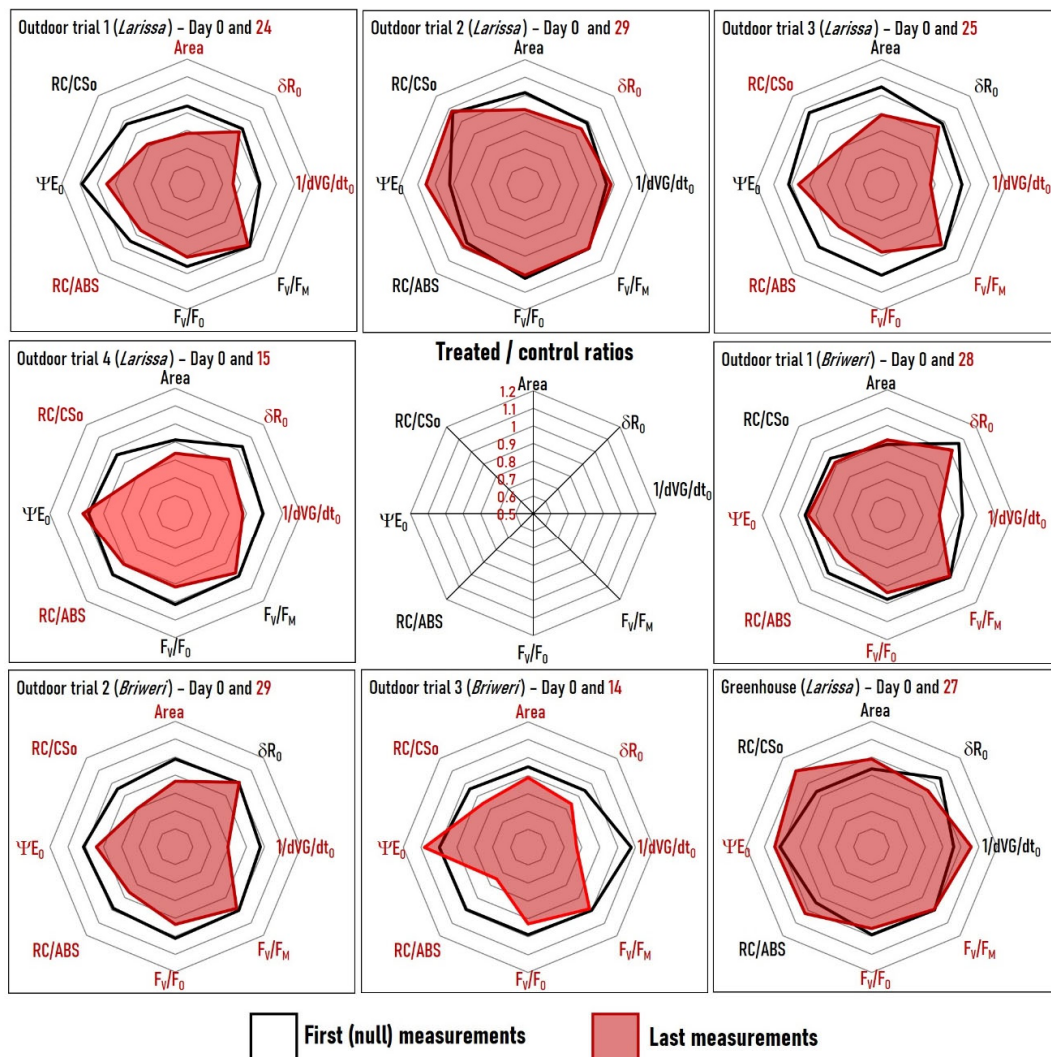 Outdoor trial 1 (Larissa) – Day 0 and 24
Area
RC/CSo
δR₀
ΨE₀
1/dVG/dt₀
RC/ABS
Fᵥ/Fₘ
Fᵥ/F₀
Outdoor trial 2 (Larissa) – Day 0 and 29
Area
RC/CSo
δR₀
ΨE₀
1/dVG/dt₀
RC/ABS
Fᵥ/Fₘ
Fᵥ/F₀
Outdoor trial 3 (Larissa) – Day 0 and 25
Area
RC/CSo
δR₀
ΨE₀
1/dVG/dt₀
RC/ABS
Fᵥ/Fₘ
Fᵥ/F₀
Outdoor trial 4 (Larissa) – Day 0 and 15
Area
RC/CSo
δR₀
ΨE₀
1/dVG/dt₀
RC/ABS
Fᵥ/Fₘ
Fᵥ/F₀
Treated / control ratios
Area
1.2
1.1
1
0.9
0.8
0.7
0.6
0.5
RC/CSo
δR₀
ΨE₀
1/dVG/dt₀
RC/ABS
Fᵥ/Fₘ
Fᵥ/F₀
Outdoor trial 1 (Briweri) – Day 0 and 28
Area
RC/CSo
δR₀
ΨE₀
1/dVG/dt₀
RC/ABS
Fᵥ/Fₘ
Fᵥ/F₀
Outdoor trial 2 (Briweri) – Day 0 and 29
Area
RC/CSo
δR₀
ΨE₀
1/dVG/dt₀
RC/ABS
Fᵥ/Fₘ
Fᵥ/F₀
Outdoor trial 3 (Briweri) – Day 0 and 14
Area
RC/CSo
δR₀
ΨE₀
1/dVG/dt₀
RC/ABS
Fᵥ/Fₘ
Fᵥ/F₀
Greenhouse (Larissa) – Day 0 and 27
Area
RC/CSo
δR₀
ΨE₀
1/dVG/dt₀
RC/ABS
Fᵥ/Fₘ
Fᵥ/F₀
First (null) measurements
Last measurements